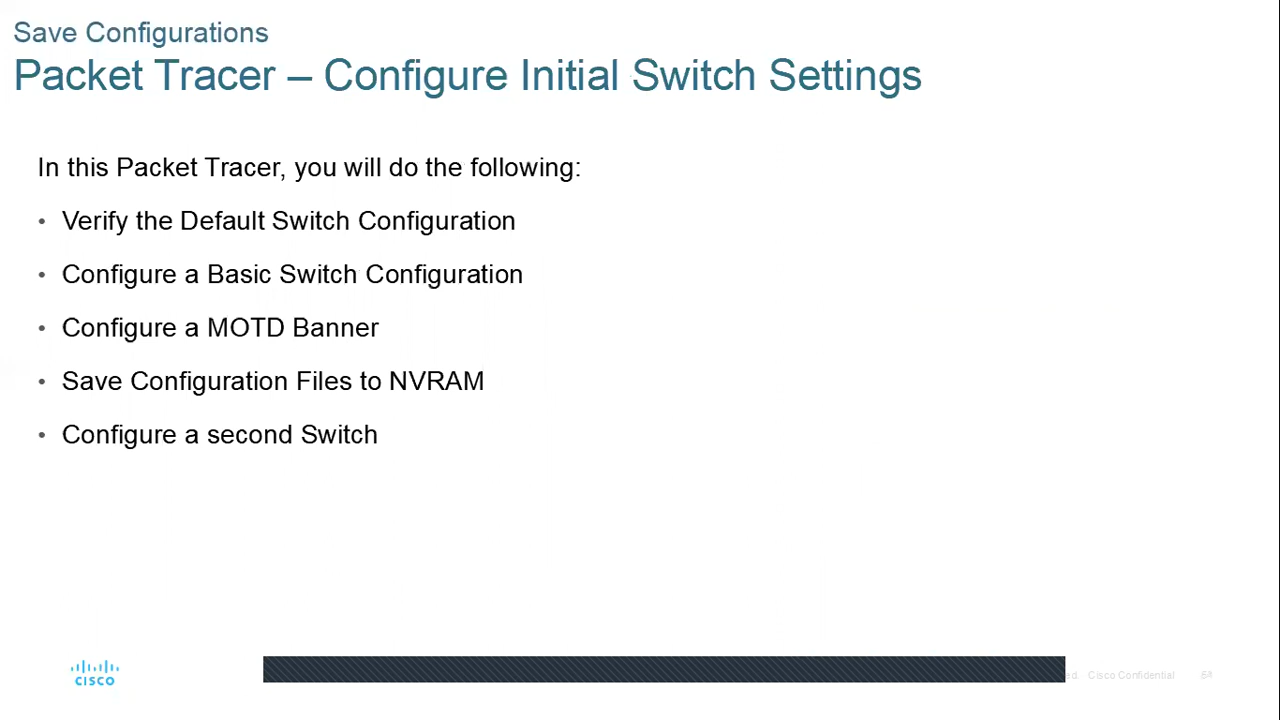 Save Configurations
Packet Tracer – Configure Initial Switch Settings
In this Packet Tracer, you will do the following:
• Verify the Default Switch Configuration
• Configure a Basic Switch Configuration
• Configure a MOTD Banner
• Save Configuration Files to NVRAM
• Configure a second Switch
CISCO
ed. Cisco Confidential